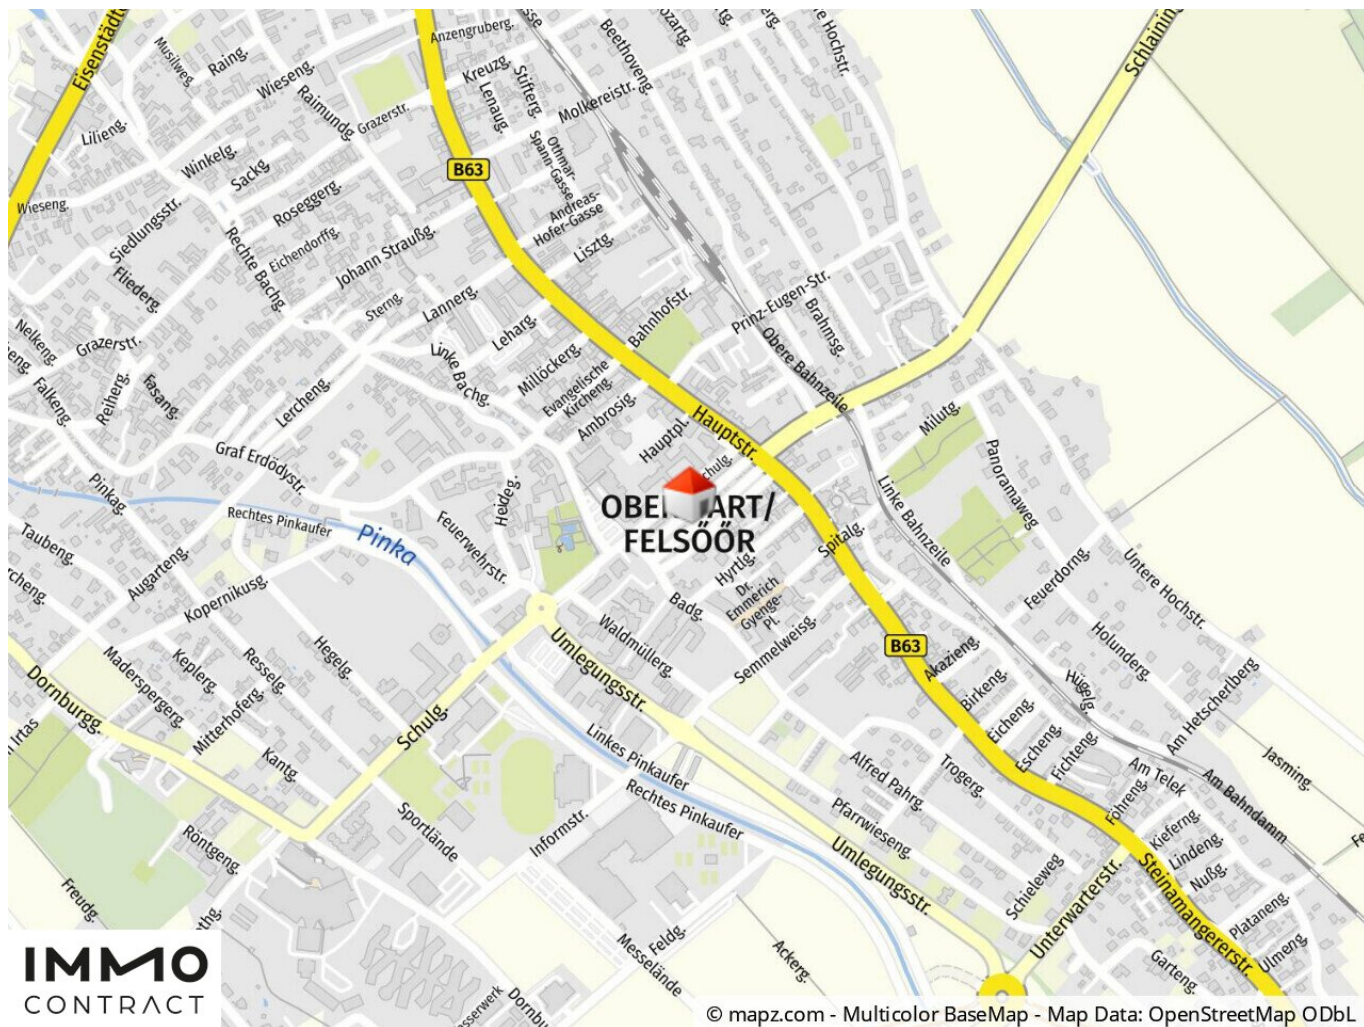 Eisenstädt
Musilweg
Raing.
Wieseng.
Anzengruberg.
Kreuzg.
Lenaug.
Stifterg.
Beethoveng.
Hochstr.
Schlaining
Raimundg.
Grazerstr.
Molkereistr.
Lilieng.
Winkelg.
Sackg.
B63
Othmar-
Spann-Gasse
Wieseng.
Siedlungsstr.
Roseggerg.
Andreas-
Hofer-Gasse
Rechte Bachg.
Eichendorffg.
Johann Straußg.
Lisztg.
Flieder​g.
Sterng.
Lannerg.
Bahnhofstr.
Prinz-Eugen-Str.
Brahmsg.
Nelkeng.
Grazerstr.
Leharg.
Linke Bachg.
Millöckerg.
Obere Bahnzeile
Falkeng.
Reiherg.
Fasang.
Lercheng.
Evangelische
Kircheng.
Ambrosig.
Hauptpl.
Hauptstr.
Milutg.
Graf Erdödystr.
Panoramaweg
Pinkag.
Heideg.
Linke Bahnzeile
Rechtes Pinkaufer
Pinka
Feuerwehrstr.
FELSŐŐR
Spitalg.
Taubeng.
Augarteng.
Hyrtlg.
Dr.
Emmerich
Gyenge-
Pl.
Feuerdorng.
Untere Hochstr.
Kopernikusg.
Badg.
Waldmüllerg.
Semmelweisg.
Holunderg.
B63
Hegelg.
Resselg.
Keplerg.
Maderspergerg.
Mitterhoferg.
Umlegungsstr.
Akazieng.
Birkeng.
Hügelg.
Am Hetscherlberg
Dornburgg.
Schulg.
Linkes Pinkaufer
Eicheng.
Escheng.
Fichteng.
Kantg.
Alfred Pahrg.
Trogerg.
Am Telek
Am Bahndamm
Jasming.
Rechtes Pinkaufer
Föhreng.
Sportlände
Informstr.
Pfarrwieseng.
Kieferng.
Lindeng.
Nußg.
Röntgeng.
Umlegungsstr.
Schieleweg
Steinamangererstr.
Freudg.
Unterwarterstr.
Plataneng.
Ulmeng.
Feldg.
Messelände
Ackerg.
Garteng.
IMMO
CONTRACT
© mapz.com - Multicolor BaseMap - Map Data: OpenStreetMap ODbL